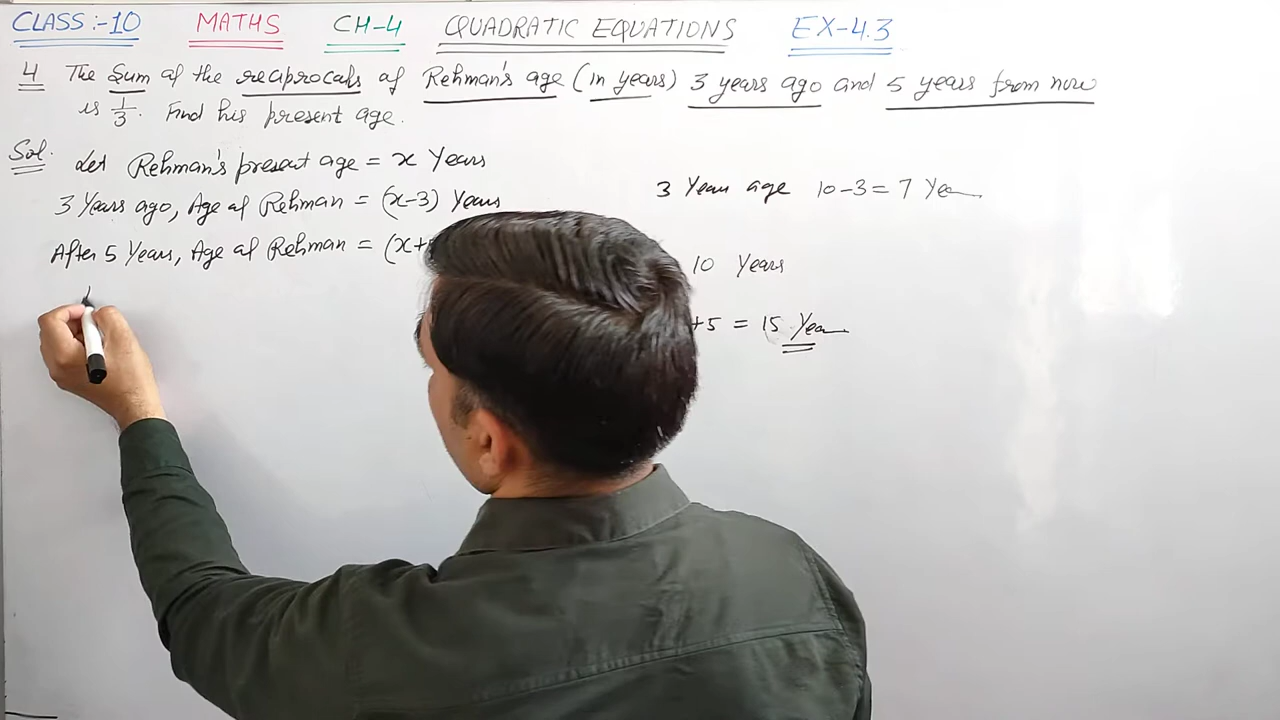 CLASS:-10 MATHS CH-4 QUADRATIC EQUATIONS EX-4.3
4 The Sum of the reciprocals of Rehman's age (in years) 3 years ago and 5 years from now
is 1/3. Find his present age.
Sol. Let Rehman's present age = x Years
3 Years ago, Age of Rehman = (x-3) Years
After 5 Years, Age of Rehman = (x+
3 Years age 10-3 = 7 Year
10 Years
+5 = 15 Year